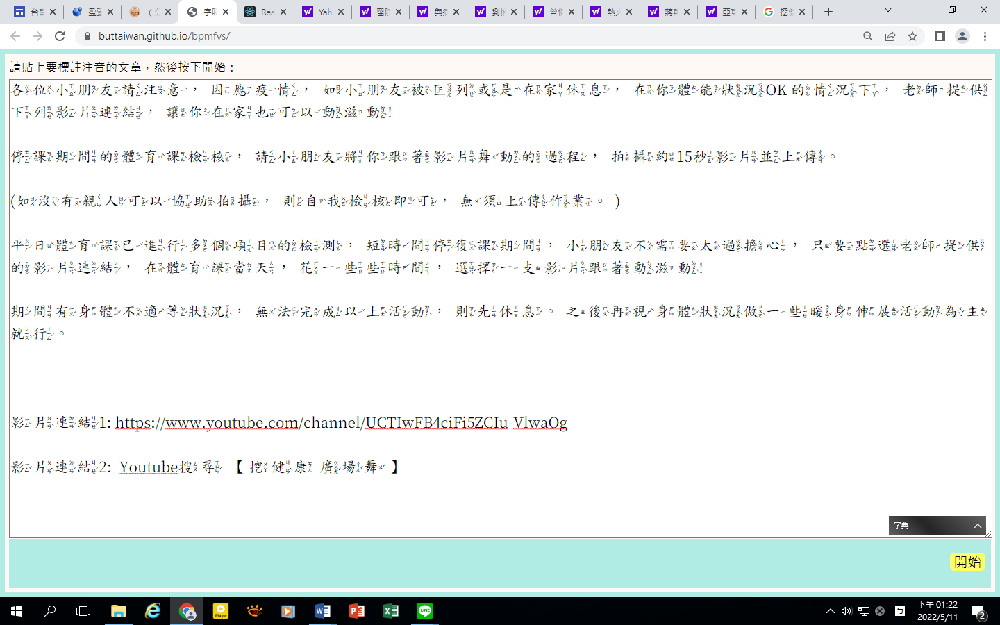 台南
盈重
字
Rea
Yah
醫院
與
劉
曾
熱
蔣
亞
挖
buttaiwan.github.io/bpmfvs/
請貼上要標註注音的文章，然後按下開始：
各位小朋友請注意， 因應疫情， 如小朋友被匡列或是在家休息， 在你體能狀況OK的情況下， 老師提供
下列影片連結， 讓你在家也可以動滋動!
停課期間的體育課檢核， 請小朋友將你跟著影片舞動的過程， 拍攝約15秒影片並上傳。
(如沒有親人可以協助拍攝， 則自我檢核即可， 無須上傳作業。)
平日體育課已進行多個項目的檢測， 短時間停復課期間， 小朋友不需要太過擔心， 只要點選老師提供
的影片連結， 在體育課當天， 花一些些時間， 選擇一支影片跟著動滋動!
期間有身體不適等狀況， 無法完成以上活動， 則先休息。 之後再視身體狀況做一些暖身伸展活動為主
就行。
影片連結1: https://www.youtube.com/channel/UCTIwFB4ciFi5ZCIu-VlwaOg
影片連結2: Youtube搜尋 【挖健康 廣場舞】
字典
開始
下午 01:22
2022/5/11
2